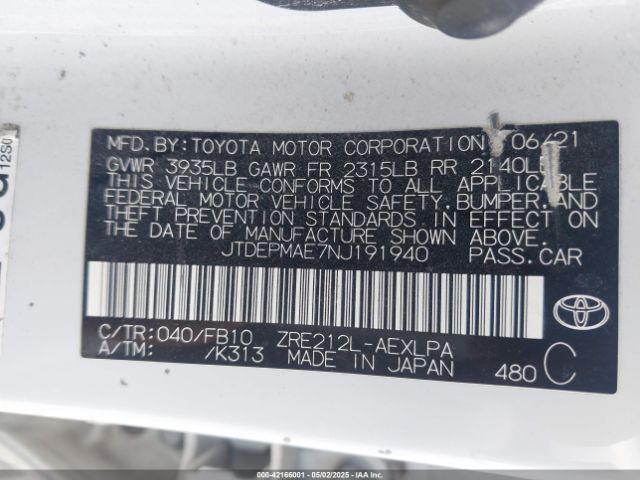 MFD.BY:TOYOTA MOTOR CORPORATION 06/21
GVWR 3935LB GAWR FR 2315LB RR 2140LB
THIS VEHICLE CONFORMS TO ALL APPLICABLE
FEDERAL MOTOR VEHICLE SAFETY,BUMPER,AND
THEFT PREVENTION STANDARDS IN EFFECT ON
THE DATE OF MANUFACTURE SHOWN ABOVE.
JTDEPMAE7NJ191940 PASS.CAR
C/TR:040/FB10 ZRE212L-AEXLPA
A/TM: /K313 MADE IN JAPAN 480 C
TOYOTA
000-42166001 - 05/02/2025 - IAAI.COM